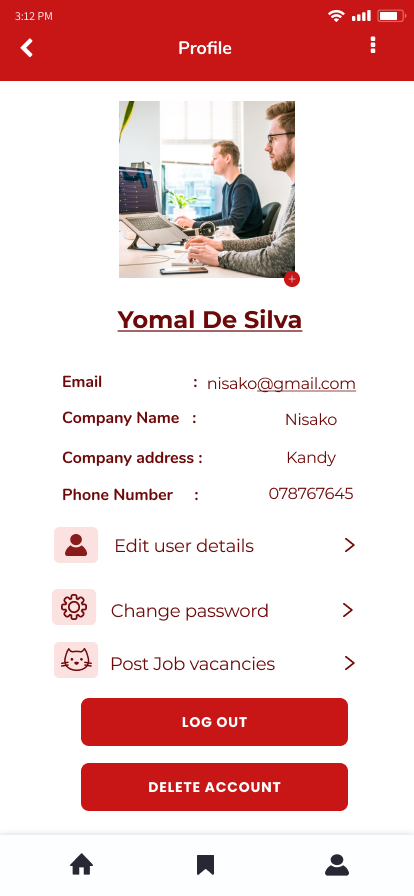 3:12 PM
Profile
Yomal De Silva
Email : nisako@gmail.com
Company Name : Nisako
Company address : Kandy
Phone Number : 078767645
Edit user details
Change password
Post Job vacancies
LOG OUT
DELETE ACCOUNT